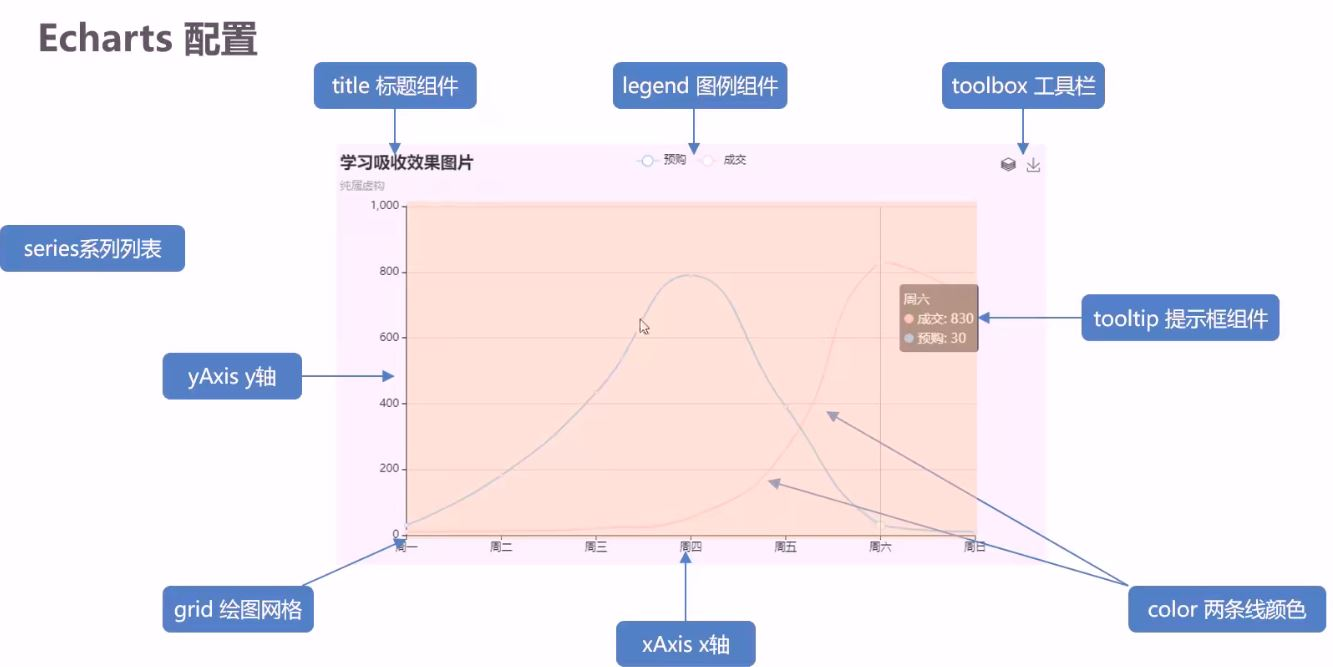 Echarts 配置
title 标题组件
legend 图例组件
toolbox 工具栏
学习吸收效果图片
预购
成交
纯属虚构
1,000
series系列列表
800
周六
成交: 830
预购: 30
tooltip 提示框组件
600
yAxis y轴
400
200
0
周一
周二
周三
周四
周五
周六
周日
grid 绘图网格
color 两条线颜色
xAxis x轴